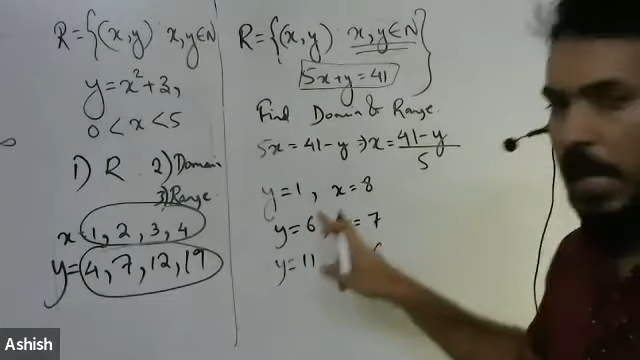 R = {(x, y) x, y ∈ N
y = x² + 3,
0 < x < 5
1) R 2) Domain
3) Range
x = 1, 2, 3, 4
y = 4, 7, 12, 19
R = {(x, y) x, y ∈ N
5x + y = 41}
Find Domain & Range.
5x = 41 - y ⇒ x = 41 - y / 5
y = 1, x = 8
y = 6, = 7
y = 11
Ashish